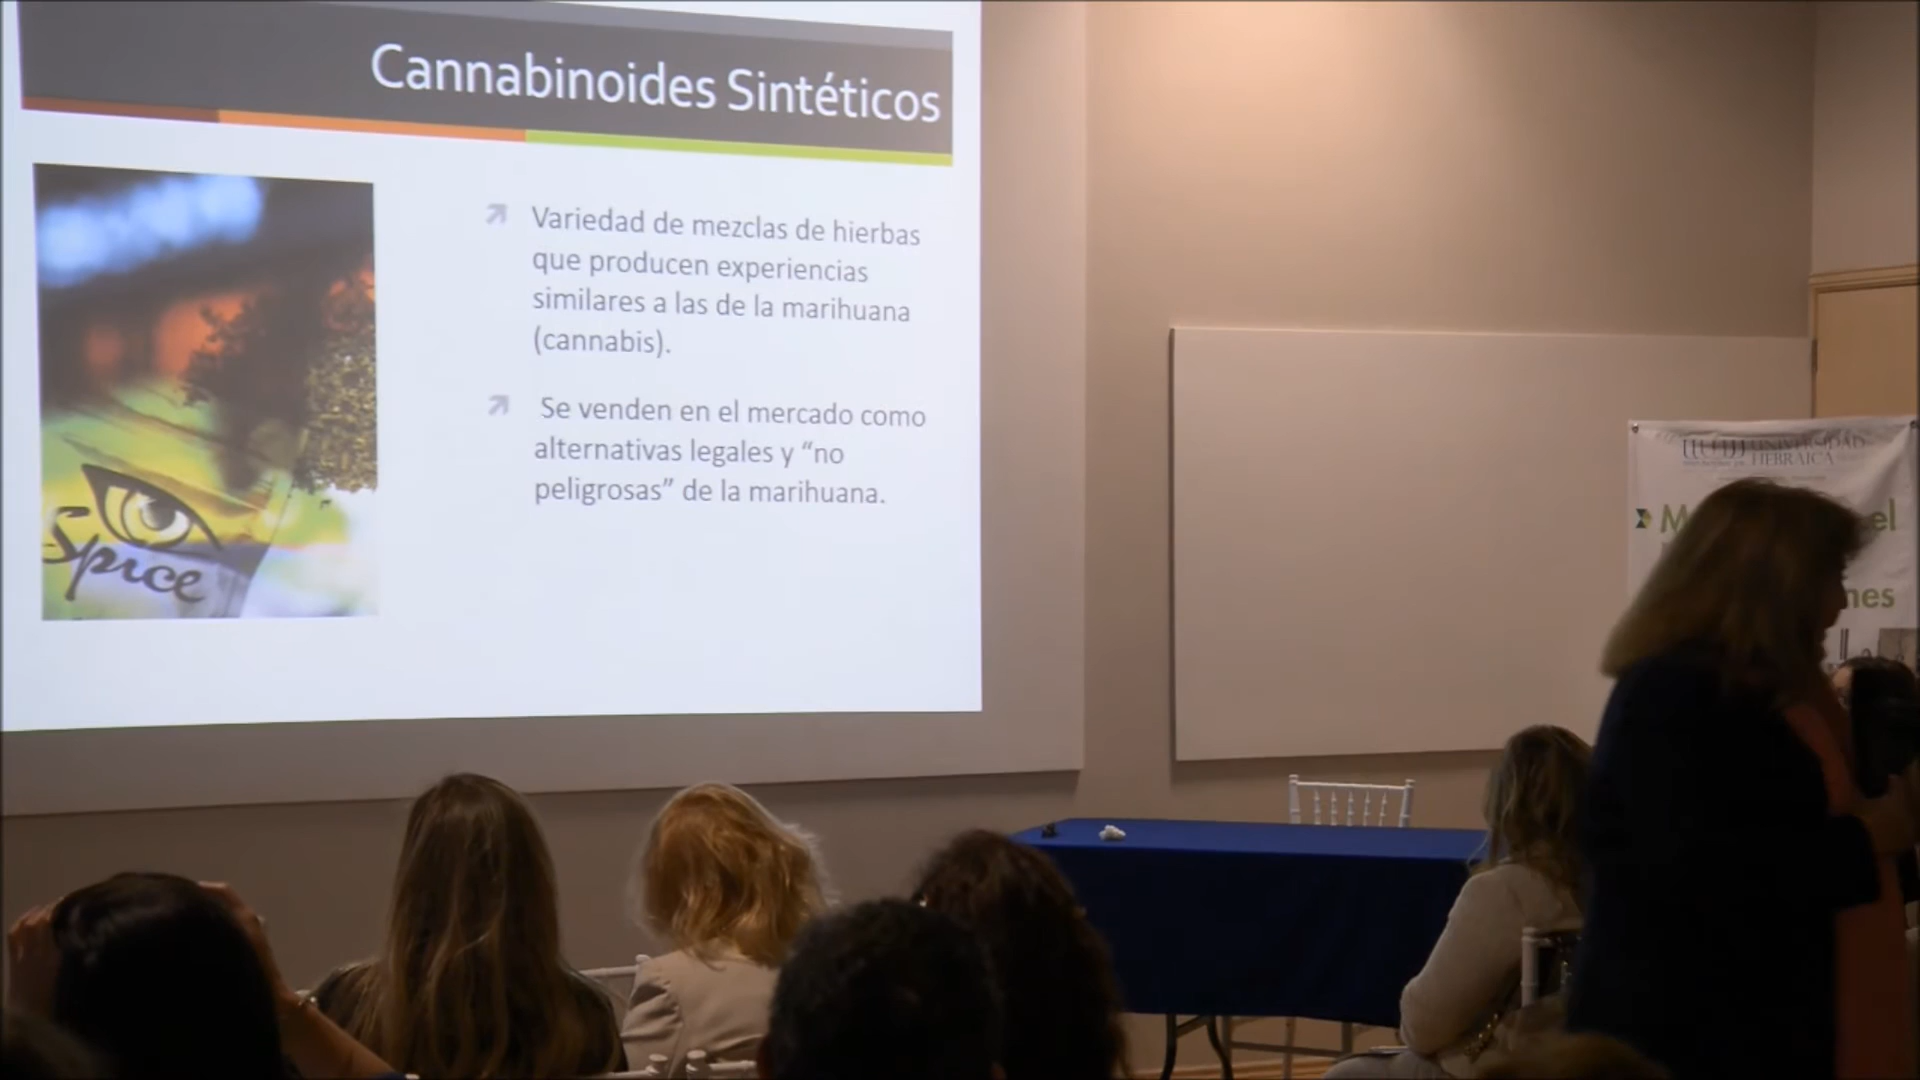 Cannabinoides Sintéticos
Variedad de mezclas de hierbas
que producen experiencias
similares a las de la marihuana
(cannabis).
Se venden en el mercado como
alternativas legales y “no
peligrosas” de la marihuana.
Spice
UNIVERSIDAD
HEBRAICA